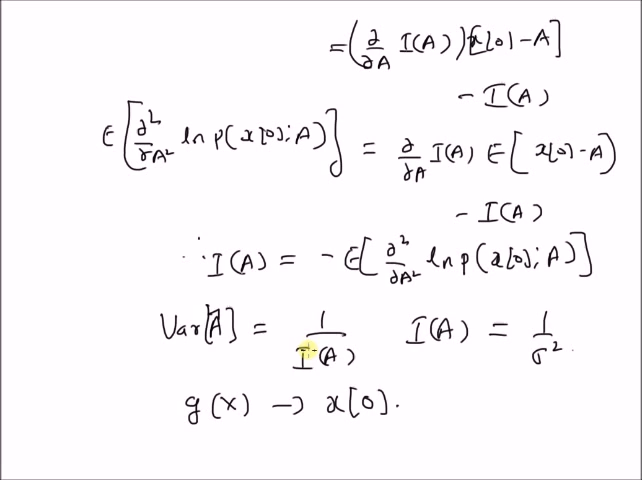 = (∂/∂A I(A)) [x[0] - A]
- I(A)
E[∂²/∂A² ln p(x[0]; A)] = ∂/∂A I(A) E[x[0] - A)
- I(A)
∴ I(A) = - E[∂²/∂A² ln p(x[0]; A)]
Var[Â] = 1/I(A) I(A) = 1/σ².
g(x) → x[0].